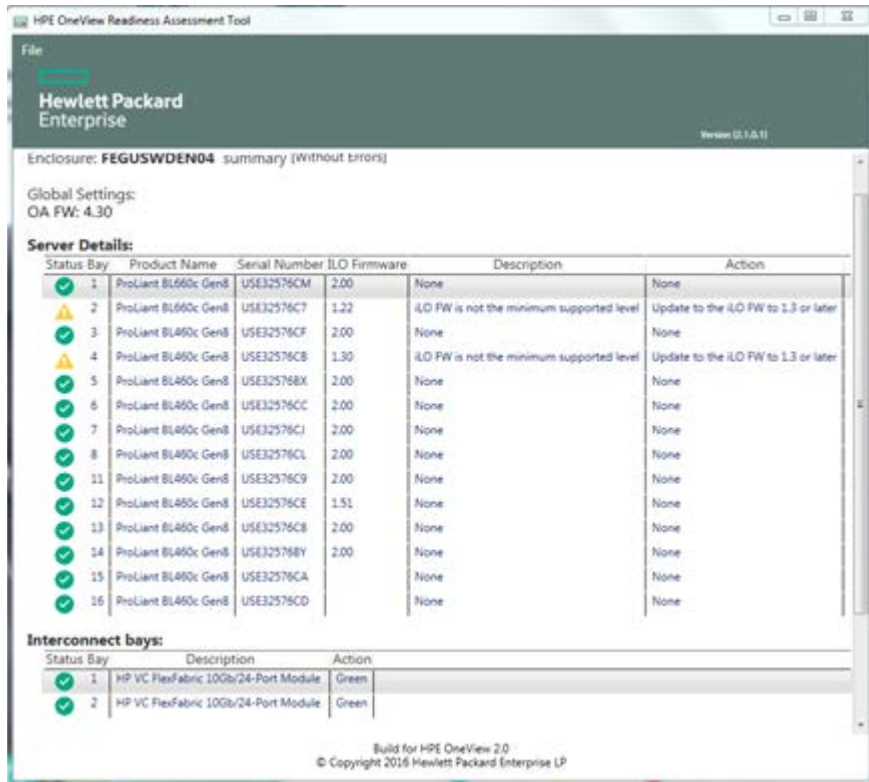 HPE OneView Readiness Assessment Tool
File
Hewlett Packard
Enterprise
Version (2.1.0.1)
Enclosure: FEGUSWDEN04 summary [Without Errors]
Global Settings:
OA FW: 4.30
Server Details:
Status Bay Product Name Serial Number ILO Firmware Description Action
1 ProLiant BL660c Gen8 USE32576CM 2.00 None None
2 ProLiant BL660c Gen8 USE32576C7 1.22 iLO FW is not the minimum supported level Update to the iLO FW to 1.3 or later
3 ProLiant BL460c Gen8 USE32576CF 2.00 None None
4 ProLiant BL460c Gen8 USE32576CB 1.30 iLO FW is not the minimum supported level Update to the iLO FW to 1.3 or later
5 ProLiant BL460c Gen8 USE32576BX 2.00 None None
6 ProLiant BL460c Gen8 USE32576CC 2.00 None None
7 ProLiant BL460c Gen8 USE32576CJ 2.00 None None
8 ProLiant BL460c Gen8 USE32576CL 2.00 None None
11 ProLiant BL460c Gen8 USE32576C9 2.00 None None
12 ProLiant BL460c Gen8 USE32576CE 1.51 None None
13 ProLiant BL460c Gen8 USE32576C8 2.00 None None
14 ProLiant BL460c Gen8 USE32576BY 2.00 None None
15 ProLiant BL460c Gen8 USE32576CA None None
16 ProLiant BL460c Gen8 USE32576CD None None
Interconnect bays:
Status Bay Description Action
1 HP VC FlexFabric 10Gb/24-Port Module Green
2 HP VC FlexFabric 10Gb/24-Port Module Green
Build for HPE OneView 2.0
© Copyright 2016 Hewlett Packard Enterprise LP